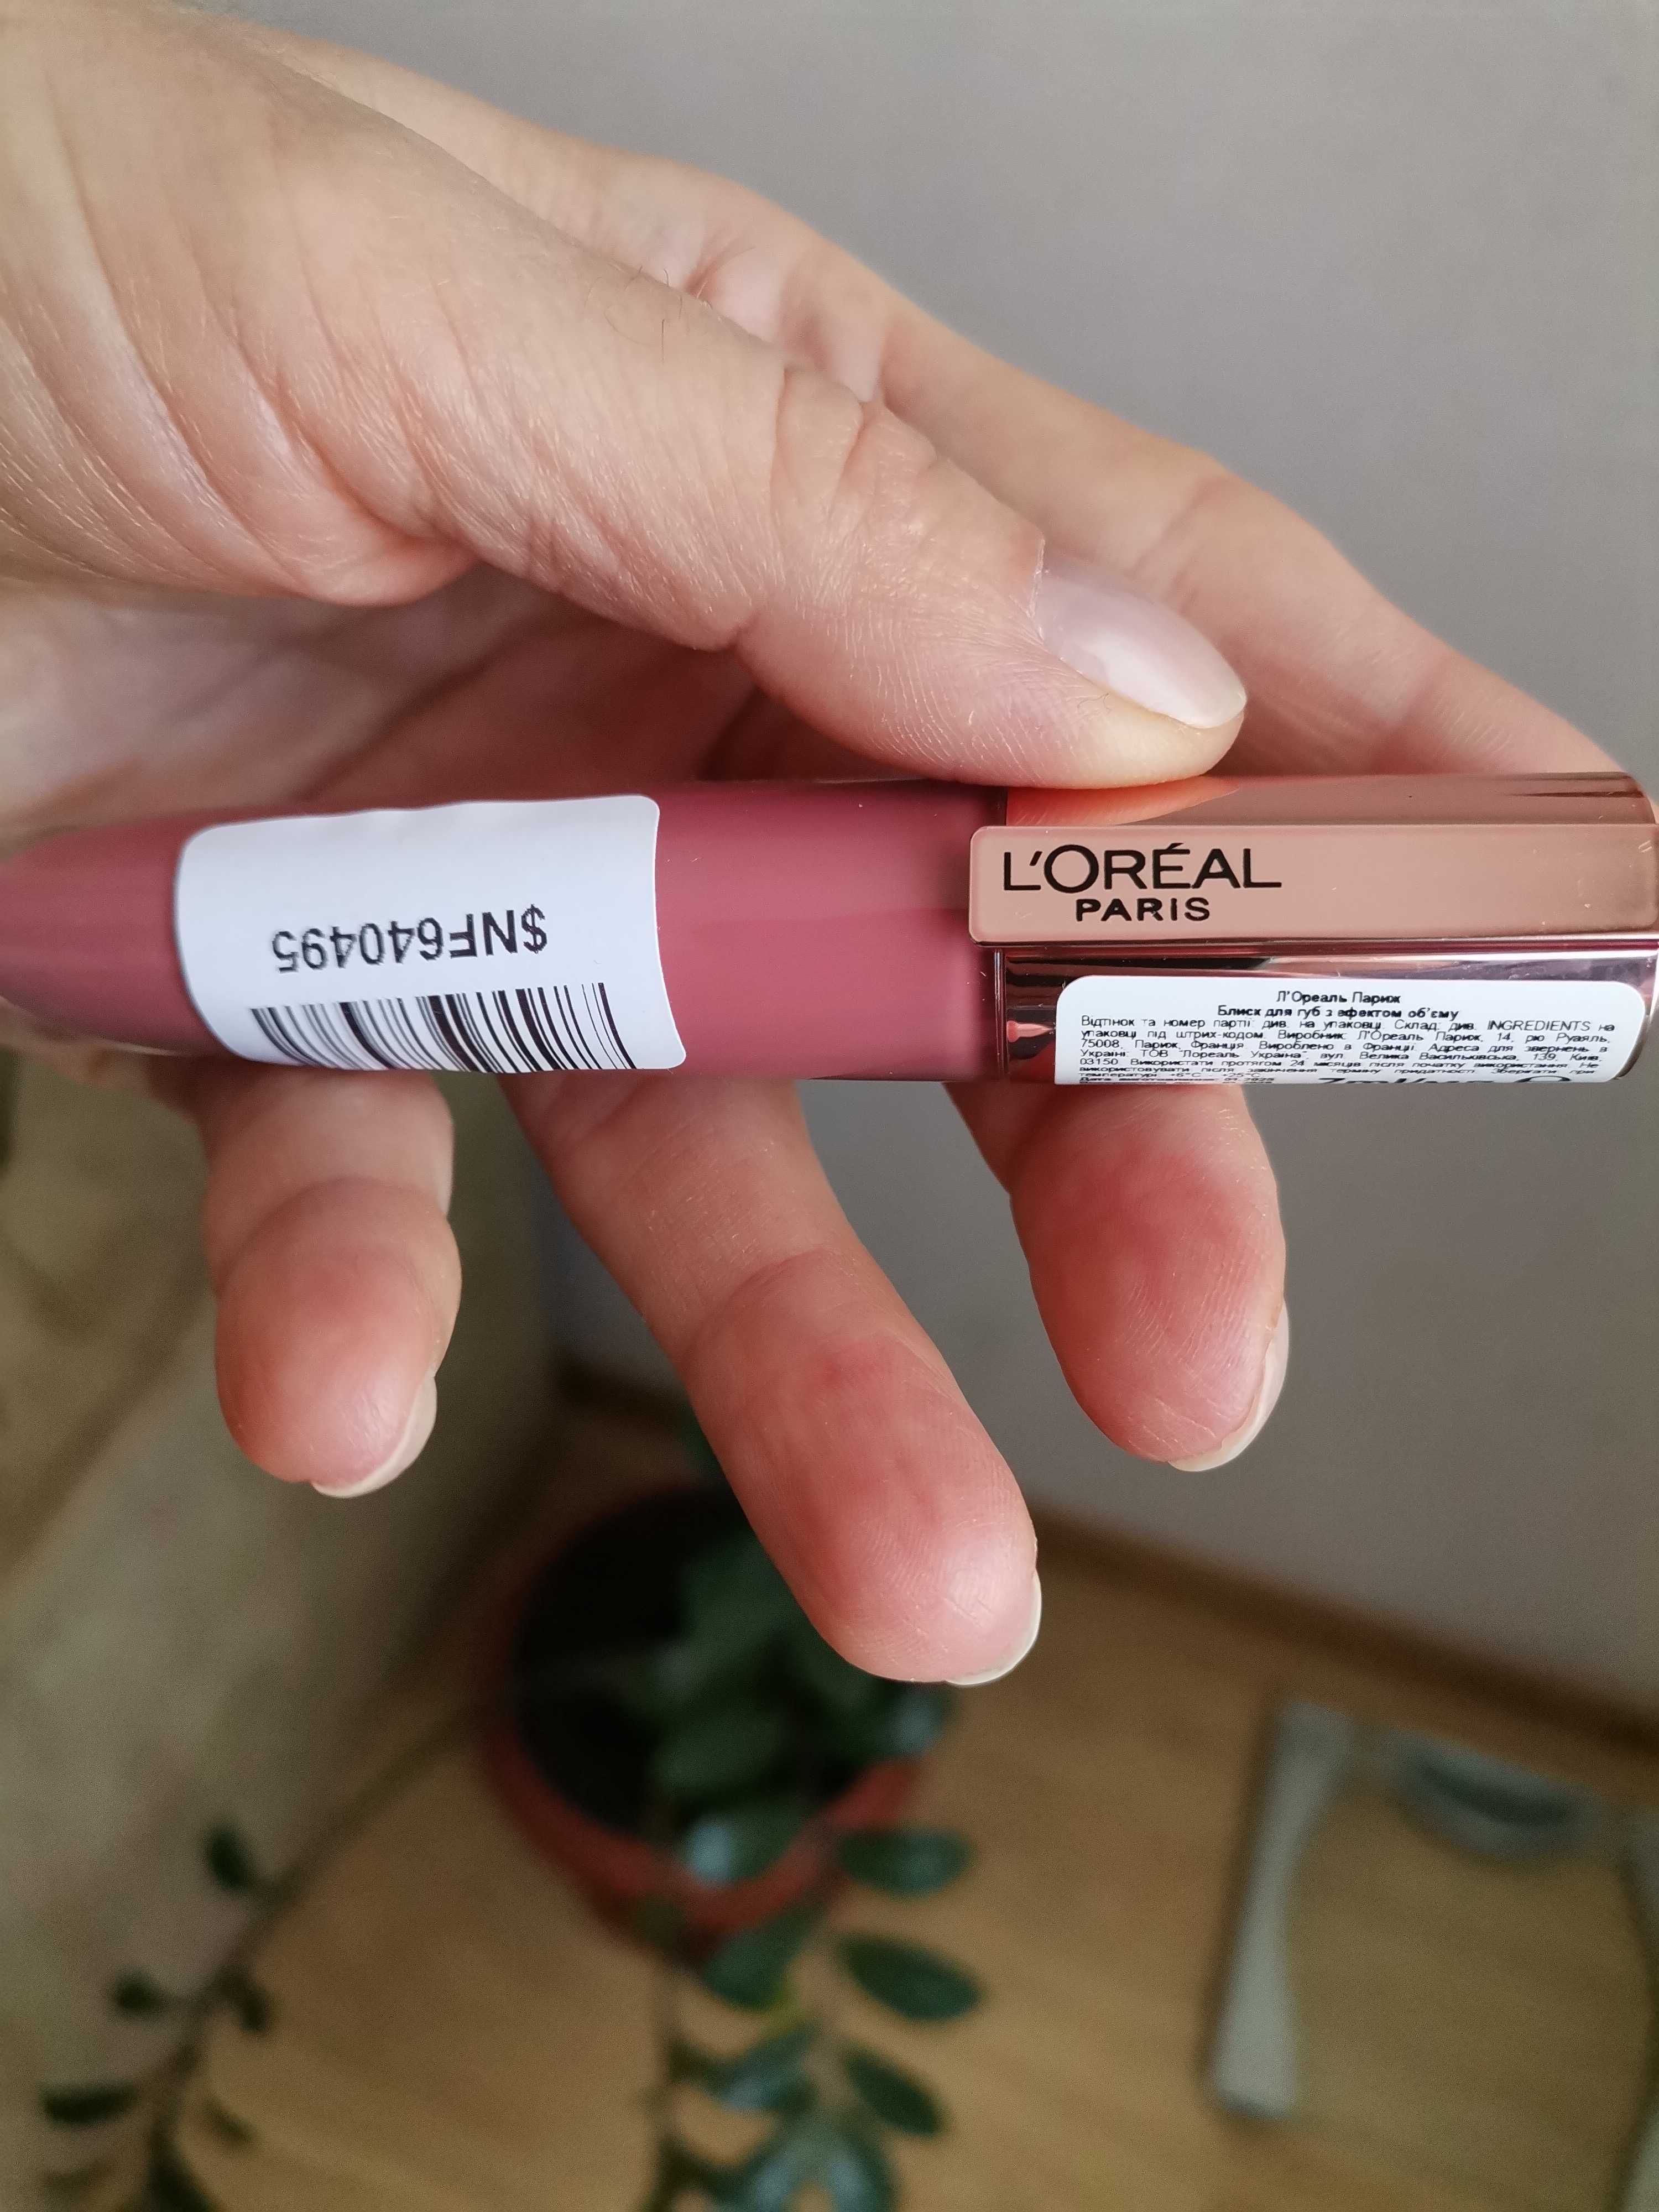 $NF640495
L'ORÉAL
PARIS
Л'Ореаль Париж
Блиск для губ з ефектом об'єму
Відтінок та номер партії: див. на упаковці. Склад: див. INGREDIENTS на
упаковці під штрих-кодом. Виробник: Л'Ореаль Париж, 14, рю Руаяль,
75008, Париж, Франція. Вироблено в Франції. Адреса для звернень в
Україні: ТОВ "Лореаль Україна", вул. Велика Васильківська, 139, Київ,
03150. Використати протягом 24 місяців після початку використання. Не
використовувати після закінчення терміну придатності. Зберігати при
температурі +5°C - +25°C